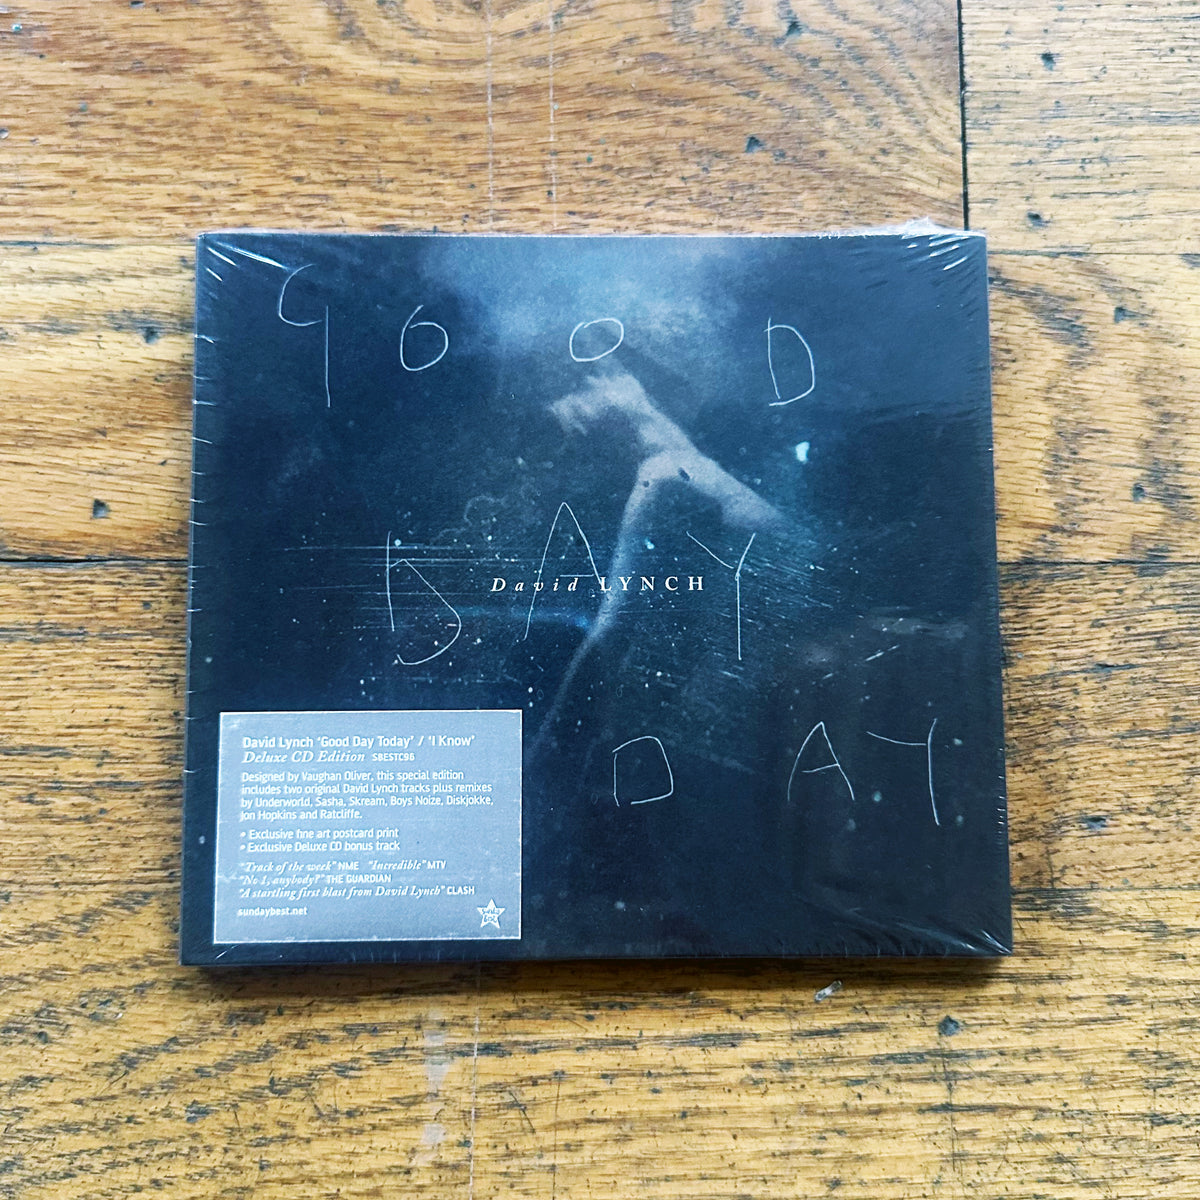 GOOD
DAY
David LYNCH
D AY
David Lynch 'Good Day Today' / 'I Know'
Deluxe CD Edition SBESTC96
Designed by Vaughan Oliver, this special edition
includes two original David Lynch tracks plus remixes
by Underworld, Sasha, Skream, Boys Noize, Diskjokke,
Jon Hopkins and Ratcliffe.
• Exclusive fine art postcard print
• Exclusive Deluxe CD bonus track
"Track of the week" NME "Incredible" MTV
"No 1, anybody?" THE GUARDIAN
"A startling first blast from David Lynch" CLASH
sundaybest.net